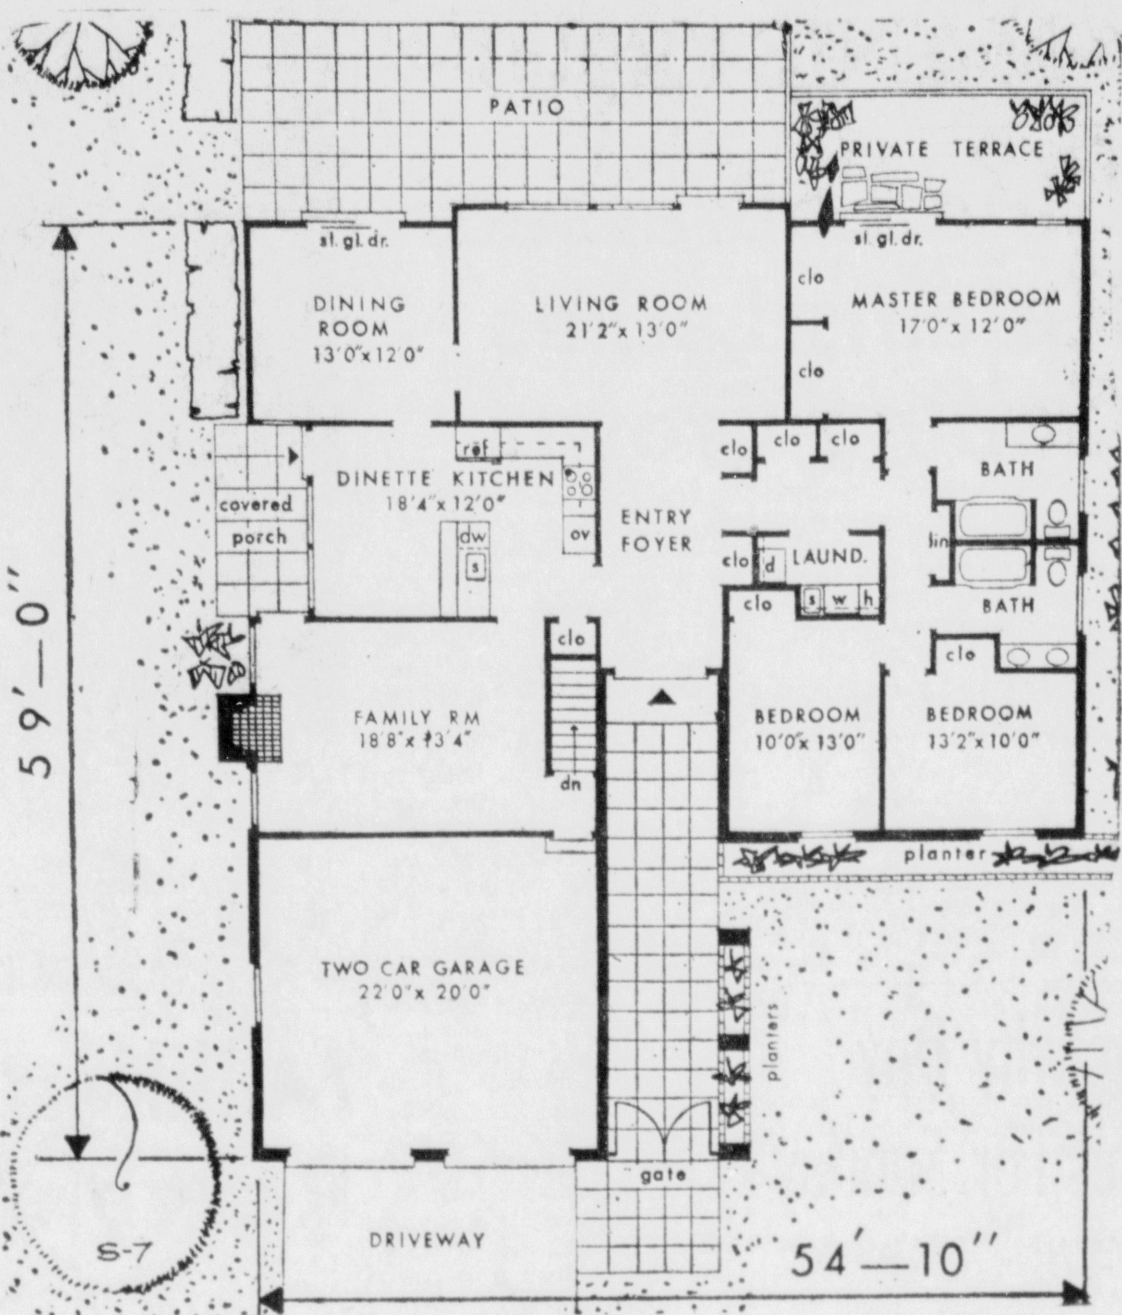 PATIO
PRIVATE TERRACE
sl. gl. dr.
sl. gl. dr.
DINING
ROOM
13'0"x12'0"
LIVING ROOM
21'2"x 13'0"
clo
MASTER BEDROOM
17'0"x 12'0"
clo
ref
clo
clo
clo
DINETTE KITCHEN
18'4"x 12'0"
BATH
covered
porch
dw
s
ov
ENTRY
FOYER
clo
d
LAUND.
lin
s w h
clo
BATH
clo
clo
59'—0"
FAMILY RM
18'8"x 13'4"
dn
BEDROOM
10'0"x 13'0"
BEDROOM
13'2"x 10'0"
planter
TWO CAR GARAGE
22'0"x 20'0"
planters
gate
DRIVEWAY
S-7
54'—10"